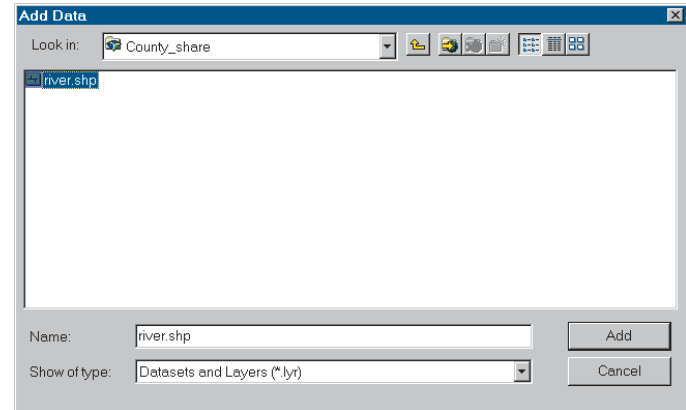 Add Data
Look in: County_share
river.shp
Name: river.shp Add
Show of type: Datasets and Layers (*.lyr) Cancel